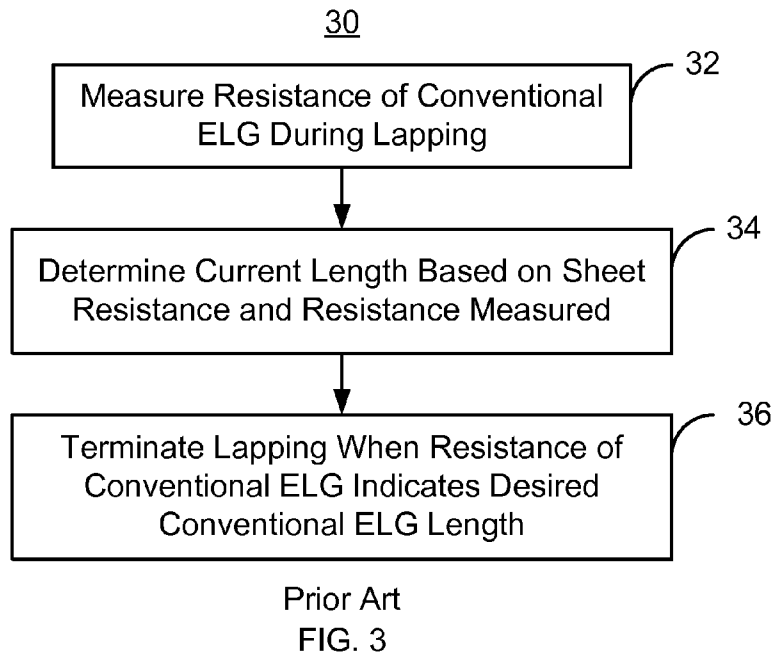 30
32
Measure Resistance of Conventional
ELG During Lapping
34
Determine Current Length Based on Sheet
Resistance and Resistance Measured
36
Terminate Lapping When Resistance of
Conventional ELG Indicates Desired
Conventional ELG Length
Prior Art
FIG. 3